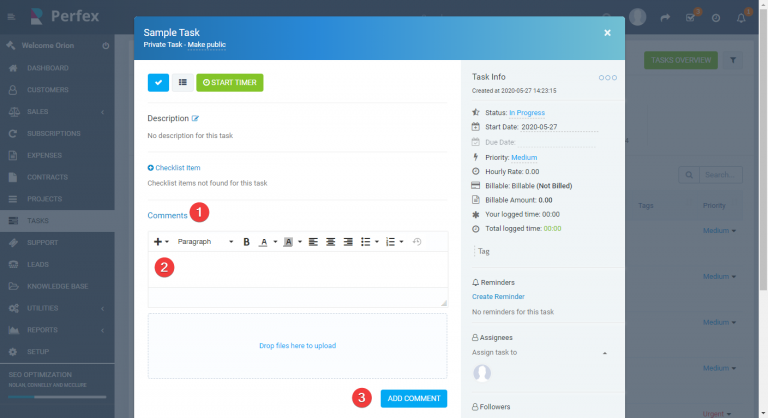 Perfex
Welcome Orion
DASHBOARD
CUSTOMERS
SALES
SUBSCRIPTIONS
EXPENSES
CONTRACTS
PROJECTS
TASKS
SUPPORT
LEADS
KNOWLEDGE BASE
UTILITIES
REPORTS
SETUP
SEO OPTIMIZATION
NOLAN, CONNELLY AND MCCLURE
Sample Task
Private Task - Make public
START TIMER
Description
No description for this task
Checklist Item
Checklist items not found for this task
Comments 1
Paragraph B A A
2
Drop files here to upload
3 ADD COMMENT
Task Info
Created at 2020-05-27 14:23:15
Status: In Progress
Start Date: 2020-05-27
Due Date:
Priority: Medium
Hourly Rate: 0.00
Billable: Billable (Not Billed)
Billable Amount: 0.00
Your logged time: 00:00
Total logged time: 00:00
Tag
Reminders
Create Reminder
No reminders for this task
Assignees
Assign task to
Followers
TASKS OVERVIEW
Search...
Tags Priority
Medium
Medium
Medium
Medium
Urgent